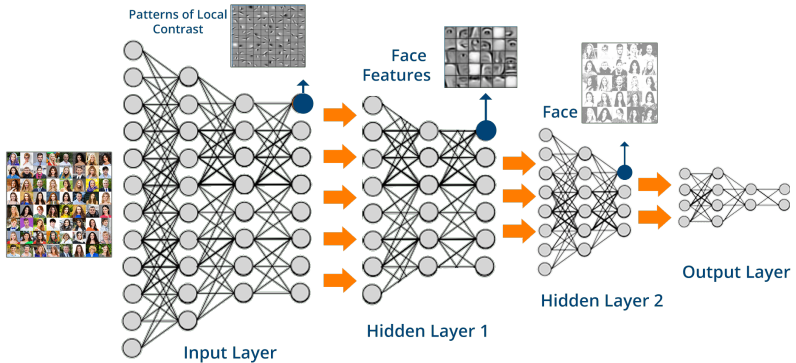 Patterns of Local
Contrast
Face
Features
Face
Input Layer
Hidden Layer 1
Hidden Layer 2
Output Layer